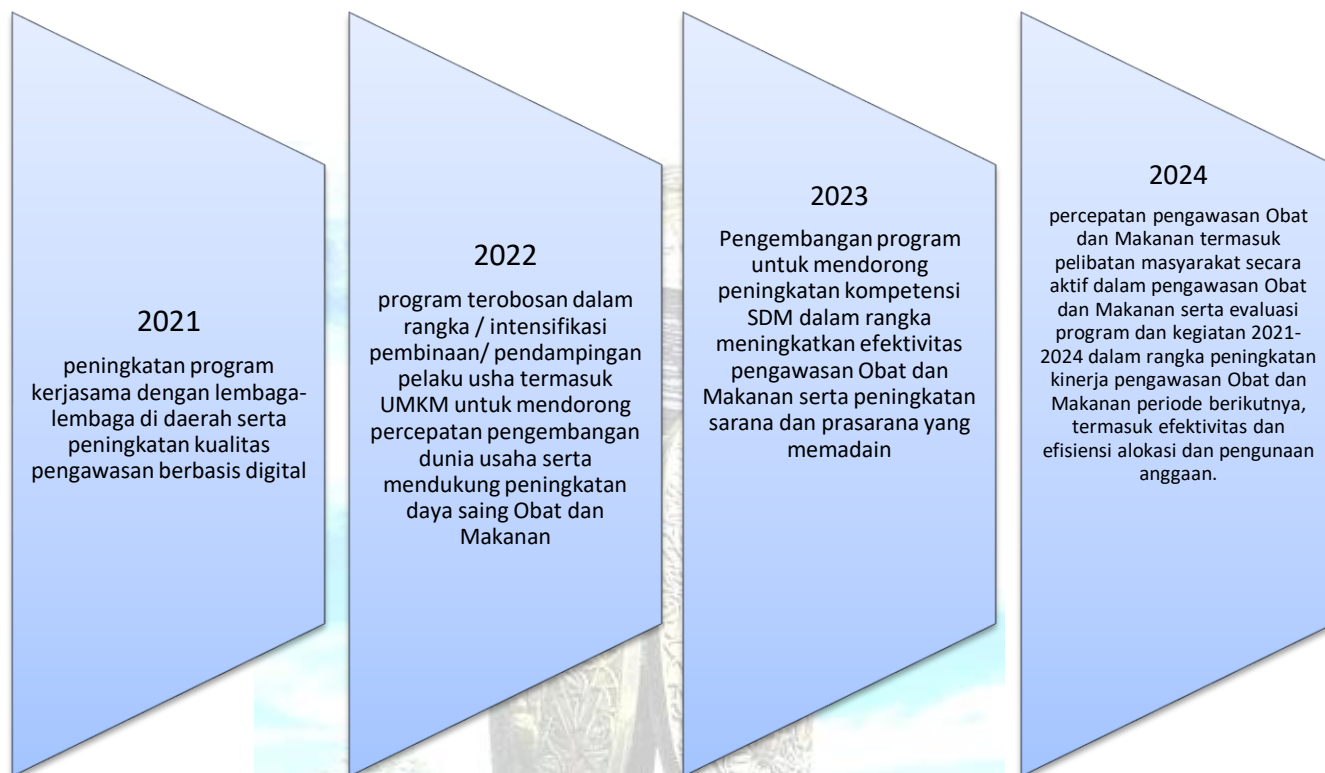 2021
peningkatan program
kerjasama dengan lembaga-
lembaga di daerah serta
peningkatan kualitas
pengawasan berbasis digital
2022
program terobosan dalam
rangka / intensifikasi
pembinaan/ pendampingan
pelaku usha termasuk
UMKM untuk mendorong
percepatan pengembangan
dunia usaha serta
mendukung peningkatan
daya saing Obat dan
Makanan
2023
Pengembangan program
untuk mendorong
peningkatan kompetensi
SDM dalam rangka
meningkatkan efektivitas
pengawasan Obat dan
Makanan serta peningkatan
sarana dan prasarana yang
memadain
2024
percepatan pengawasan Obat
dan Makanan termasuk
pelibatan masyarakat secara
aktif dalam pengawasan Obat
dan Makanan serta evaluasi
program dan kegiatan 2021-
2024 dalam rangka peningkatan
kinerja pengawasan Obat dan
Makanan periode berikutnya,
termasuk efektivitas dan
efisiensi alokasi dan pengunaan
anggaan.